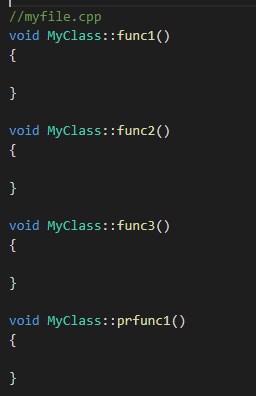 //myfile.cpp
void MyClass::func1()
{
}
void MyClass::func2()
{
}
void MyClass::func3()
{
}
void MyClass::prfunc1()
{
}